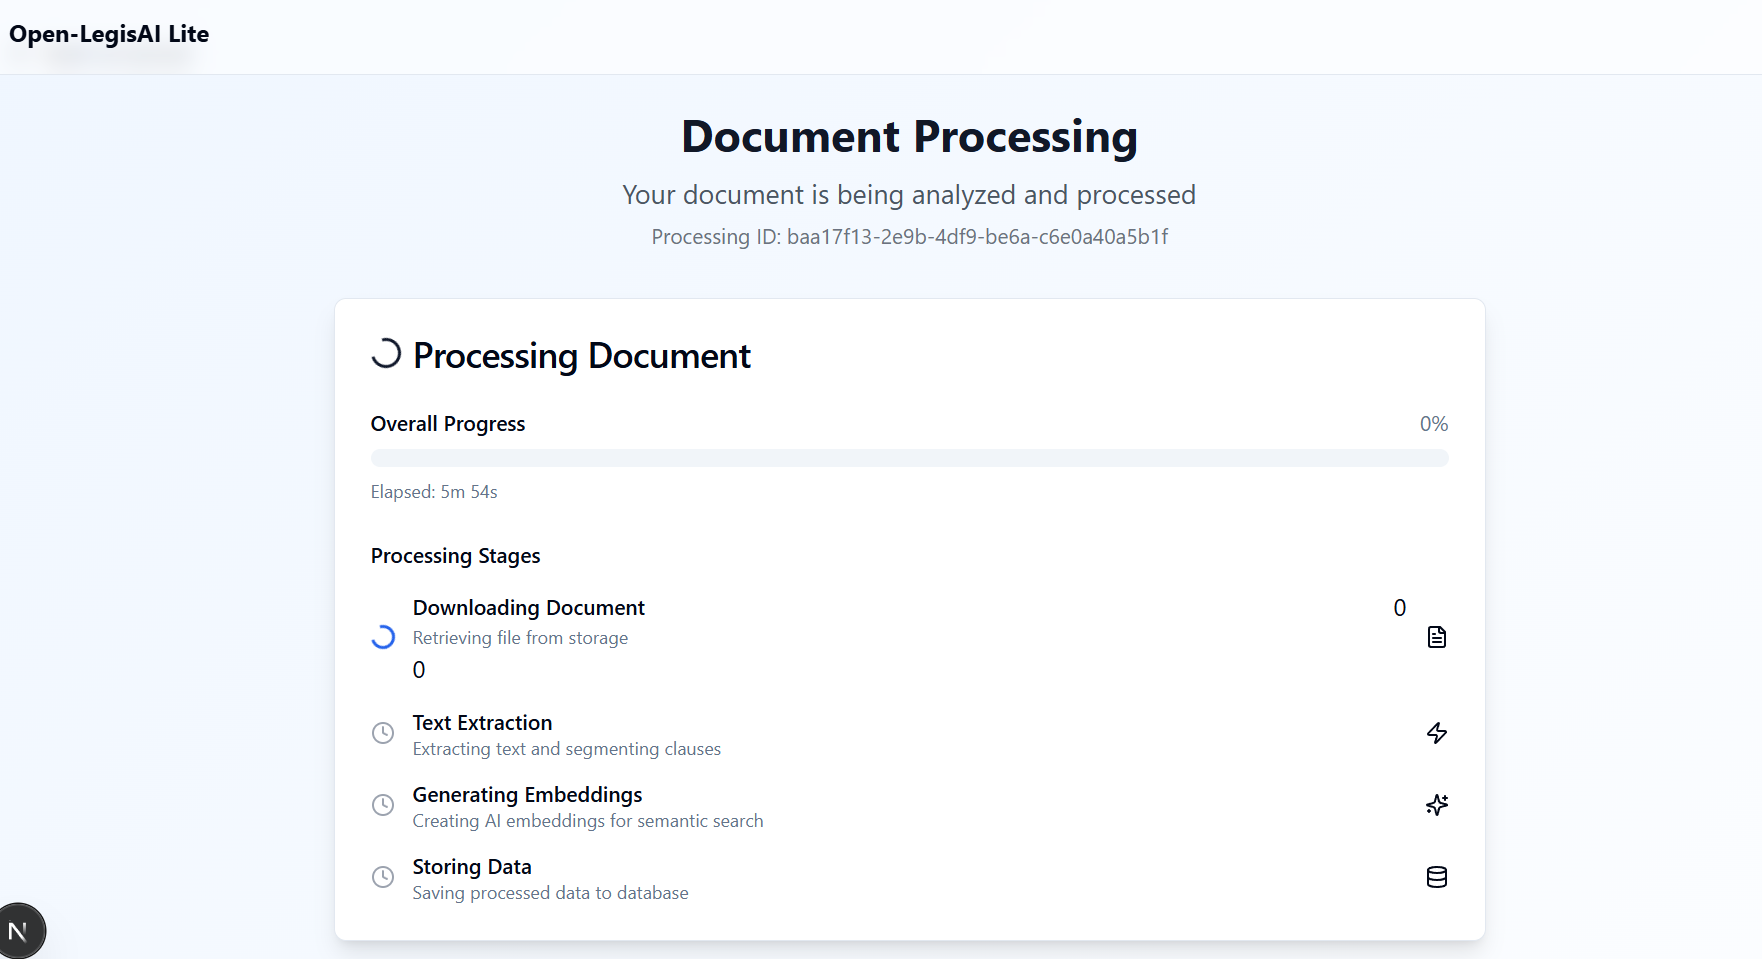 Open-LegisAI Lite
Document Processing
Your document is being analyzed and processed
Processing ID: baa17f13-2e9b-4df9-be6a-c6e0a40a5b1f
Processing Document
Overall Progress 0%
Elapsed: 5m 54s
Processing Stages
Downloading Document 0
Retrieving file from storage
0
Text Extraction
Extracting text and segmenting clauses
Generating Embeddings
Creating AI embeddings for semantic search
Storing Data
Saving processed data to database
N